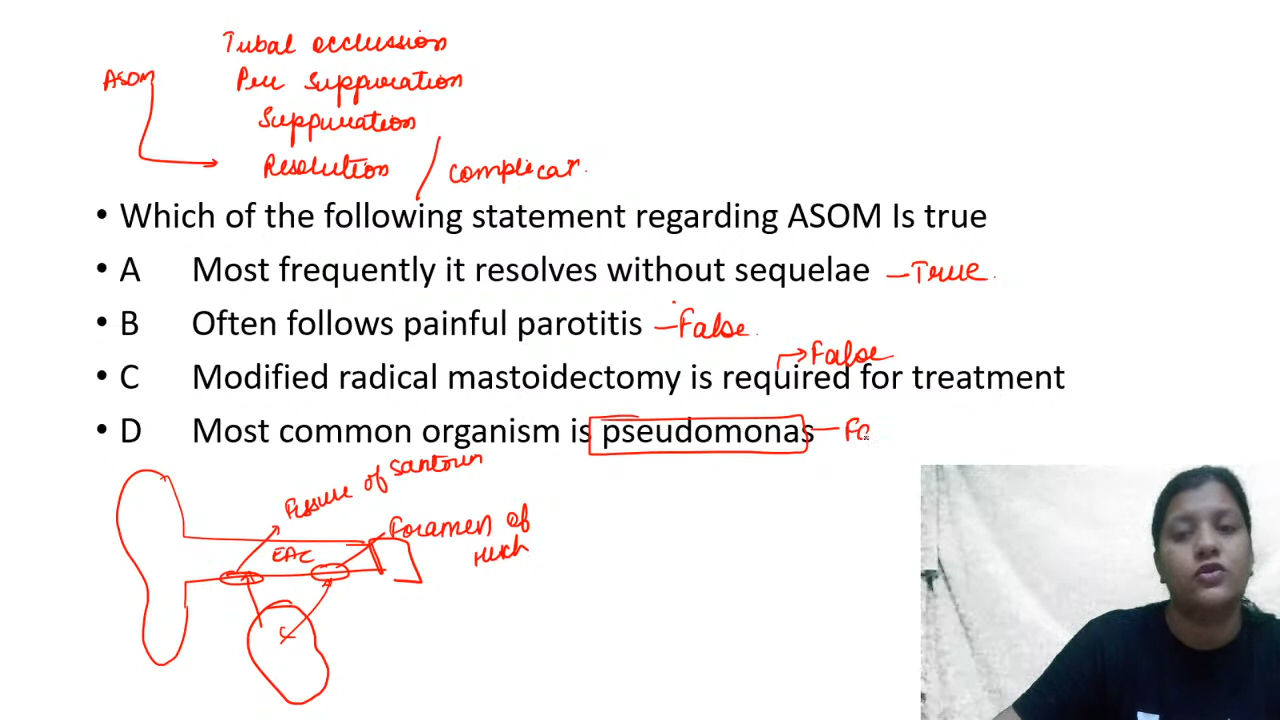 Tubal occlusion
ASOM Pre suppuration
Suppuration
Resolution / complicat.
• Which of the following statement regarding ASOM Is true
• A Most frequently it resolves without sequelae – True
• B Often follows painful parotitis – False
→ False
• C Modified radical mastoidectomy is required for treatment
• D Most common organism is pseudomonas – Fa
Fissure of Santorin
Foramen of
EAC